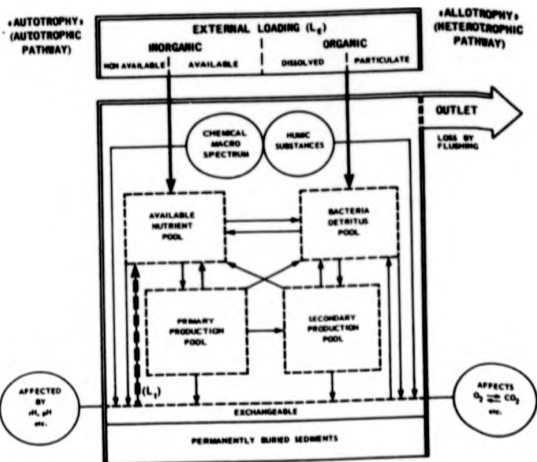 ‹AUTOTROPHY›
(AUTOTROPHIC
PATHWAY)
EXTERNAL LOADING (LE)
INORGANIC
ORGANIC
NON AVAILABLE
AVAILABLE
DISSOLVED
PARTICULATE
‹ALLOTROPHY›
(HETEROTROPHIC
PATHWAY)
OUTLET
LOSS BY
FLUSHING
CHEMICAL
MACRO
SPECTRUM
HUMIC
SUBSTANCES
AVAILABLE
NUTRIENT
POOL
BACTERIA
DETRITUS
POOL
PRIMARY
PRODUCTION
POOL
SECONDARY
PRODUCTION
POOL
AFFECTED
BY
rH, pH
etc.
(LI)
EXCHANGEABLE
PERMANENTLY BURIED SEDIMENTS
AFFECTS
O2 ⇌ CO2
etc.